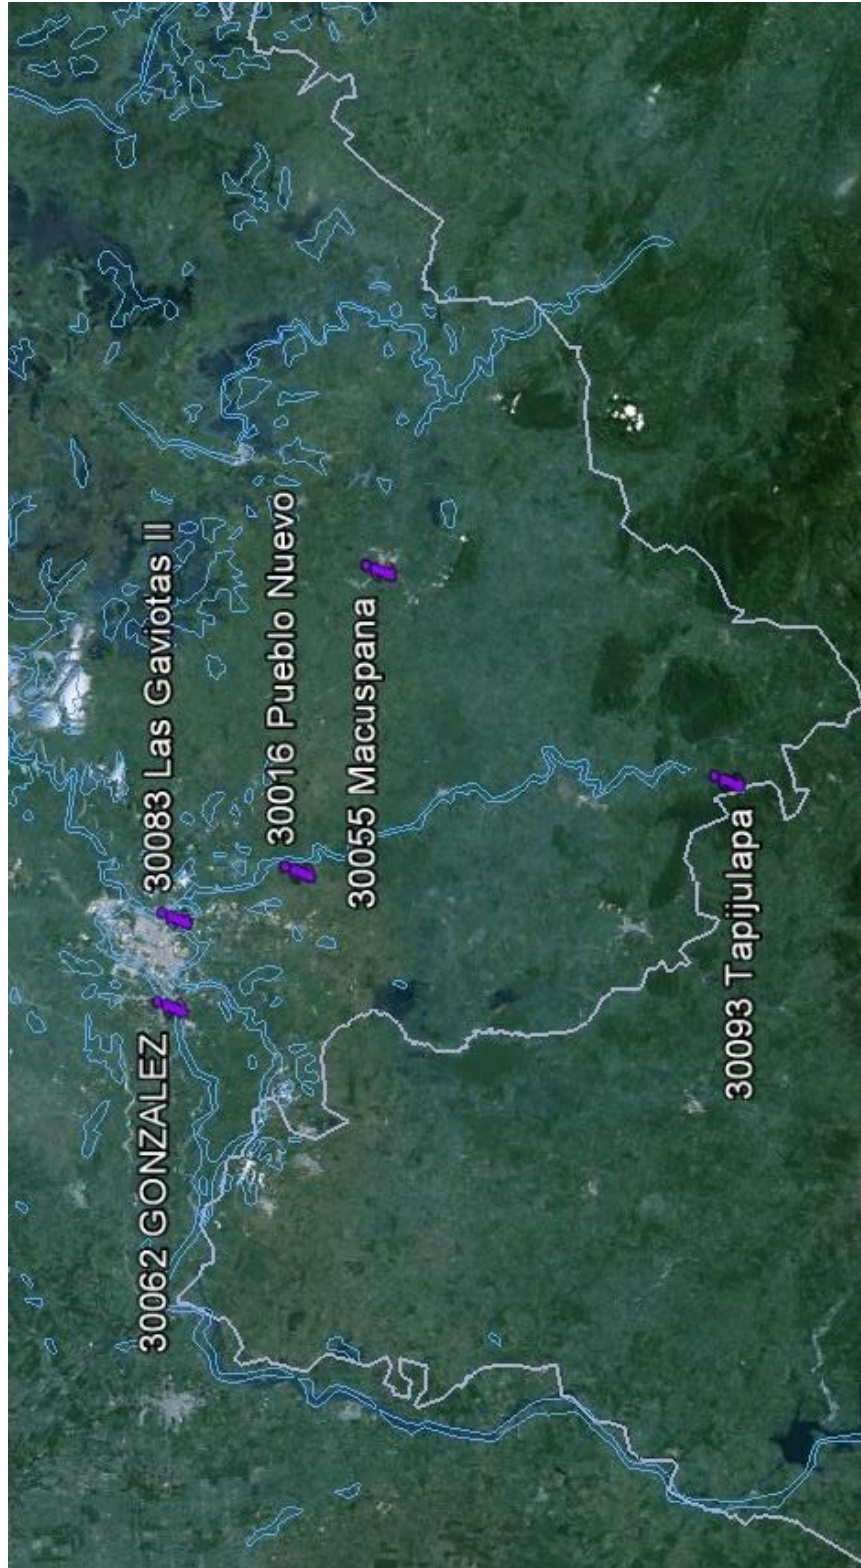 30062 GONZALEZ
30083 Las Gaviotas II
30016 Pueblo Nuevo
30055 Macuspana
30093 Tapijulapa